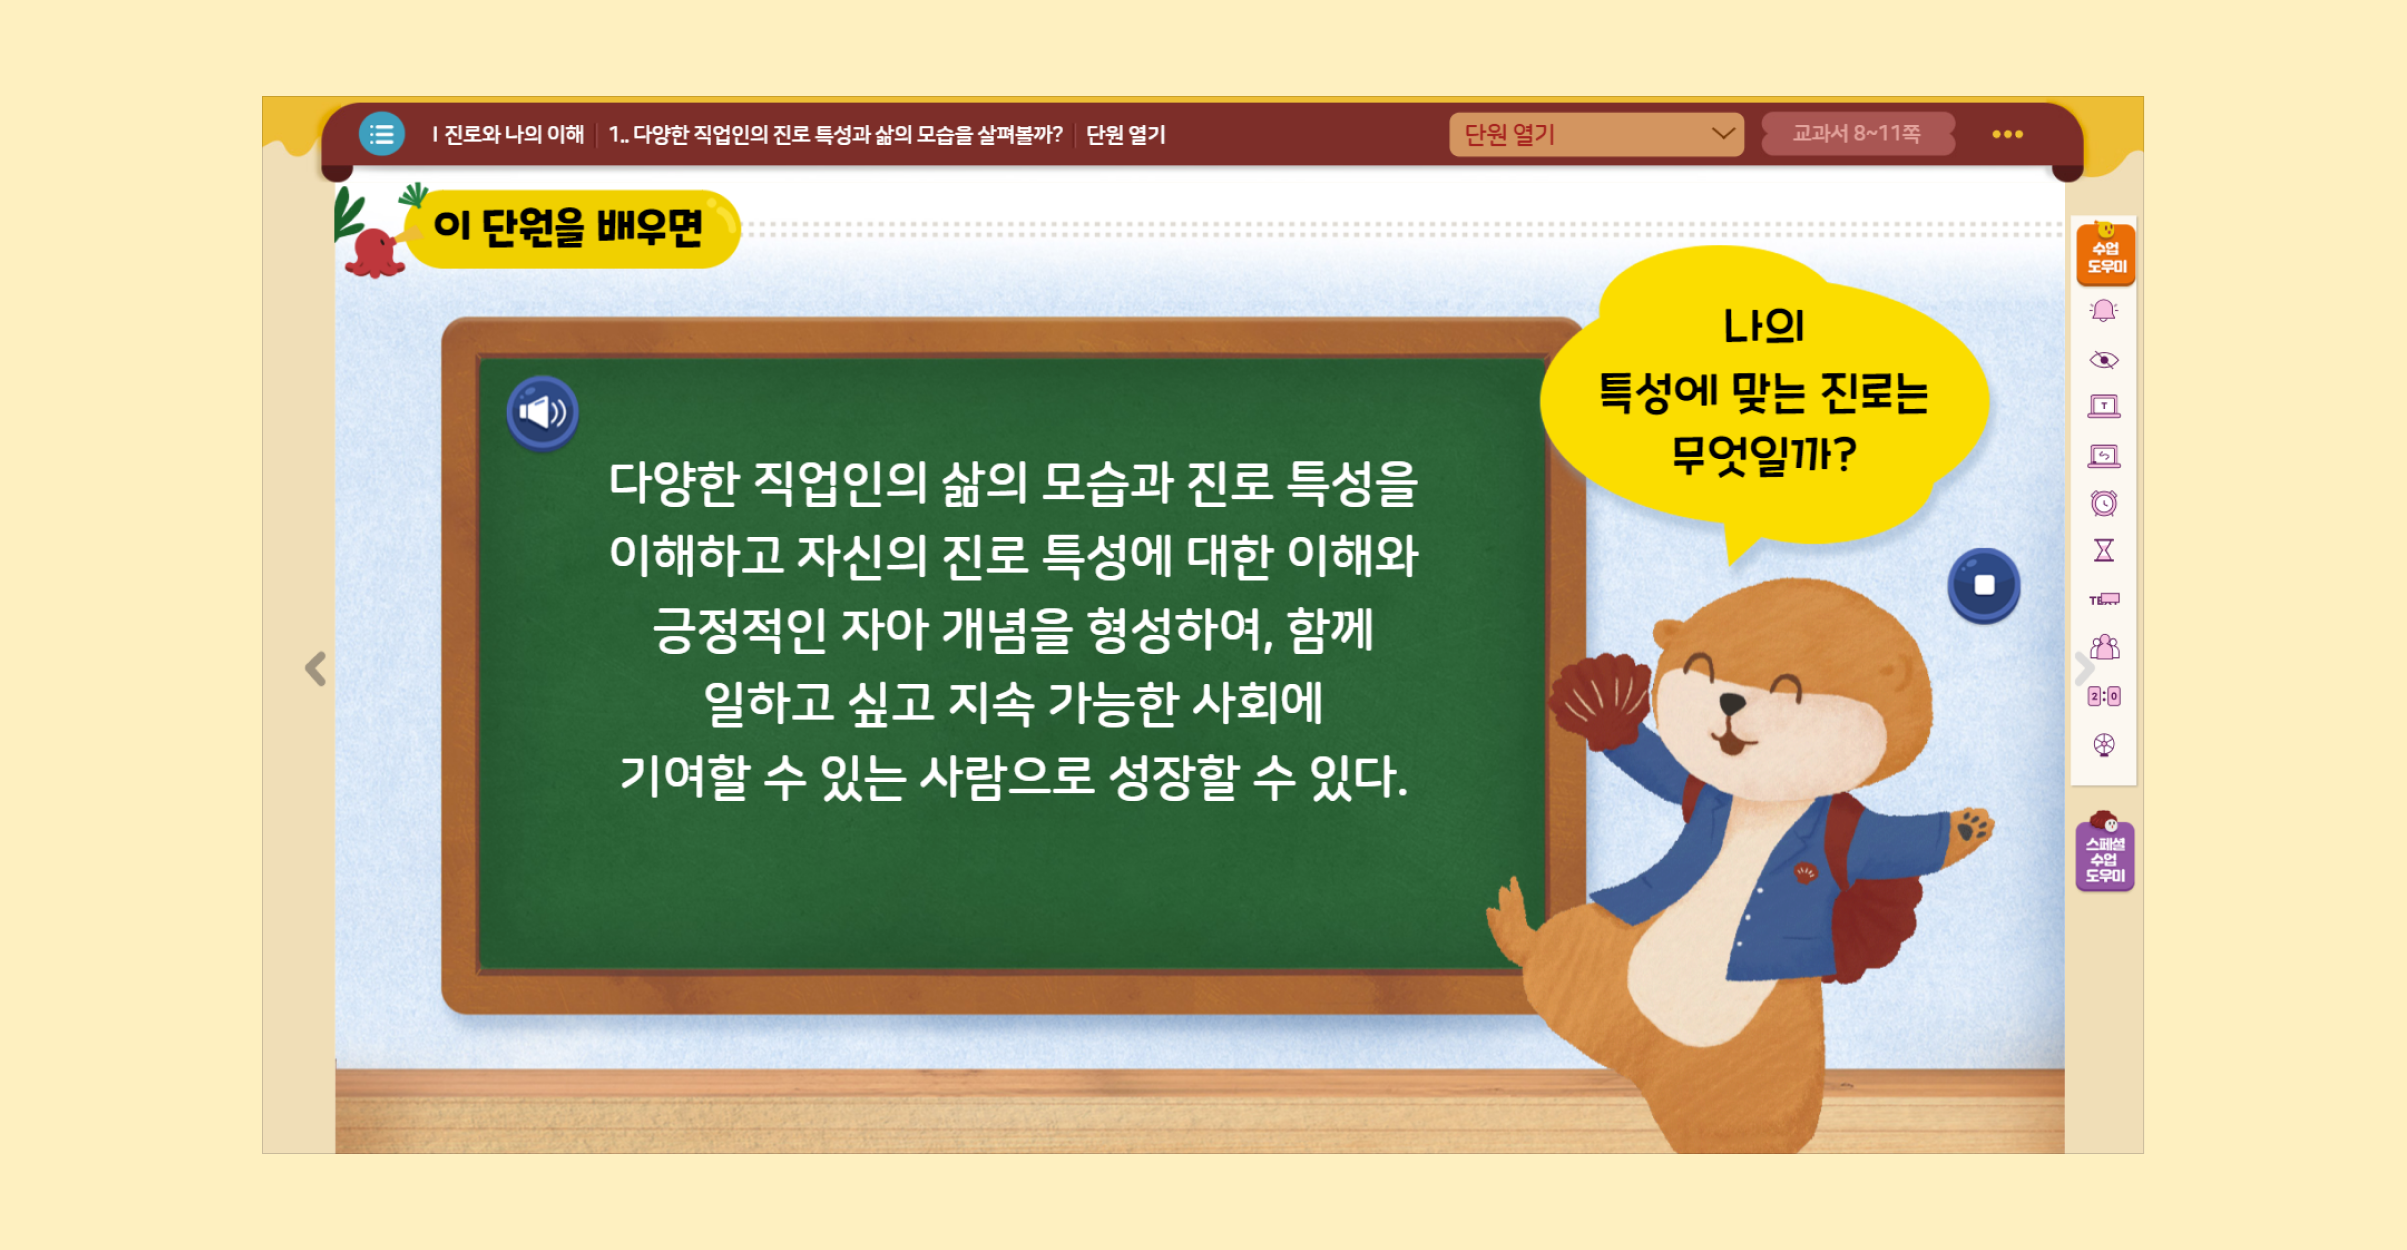 Ⅰ 진로와 나의 이해 1.. 다양한 직업인의 진로 특성과 삶의 모습을 살펴볼까? 단원 열기
단원 열기
교과서 8~11쪽
이 단원을 배우면
나의
특성에 맞는 진로는
무엇일까?
다양한 직업인의 삶의 모습과 진로 특성을
이해하고 자신의 진로 특성에 대한 이해와
긍정적인 자아 개념을 형성하여, 함께
일하고 싶고 지속 가능한 사회에
기여할 수 있는 사람으로 성장할 수 있다.
수업
도우미
T
2:0
스페셜
수업
도우미